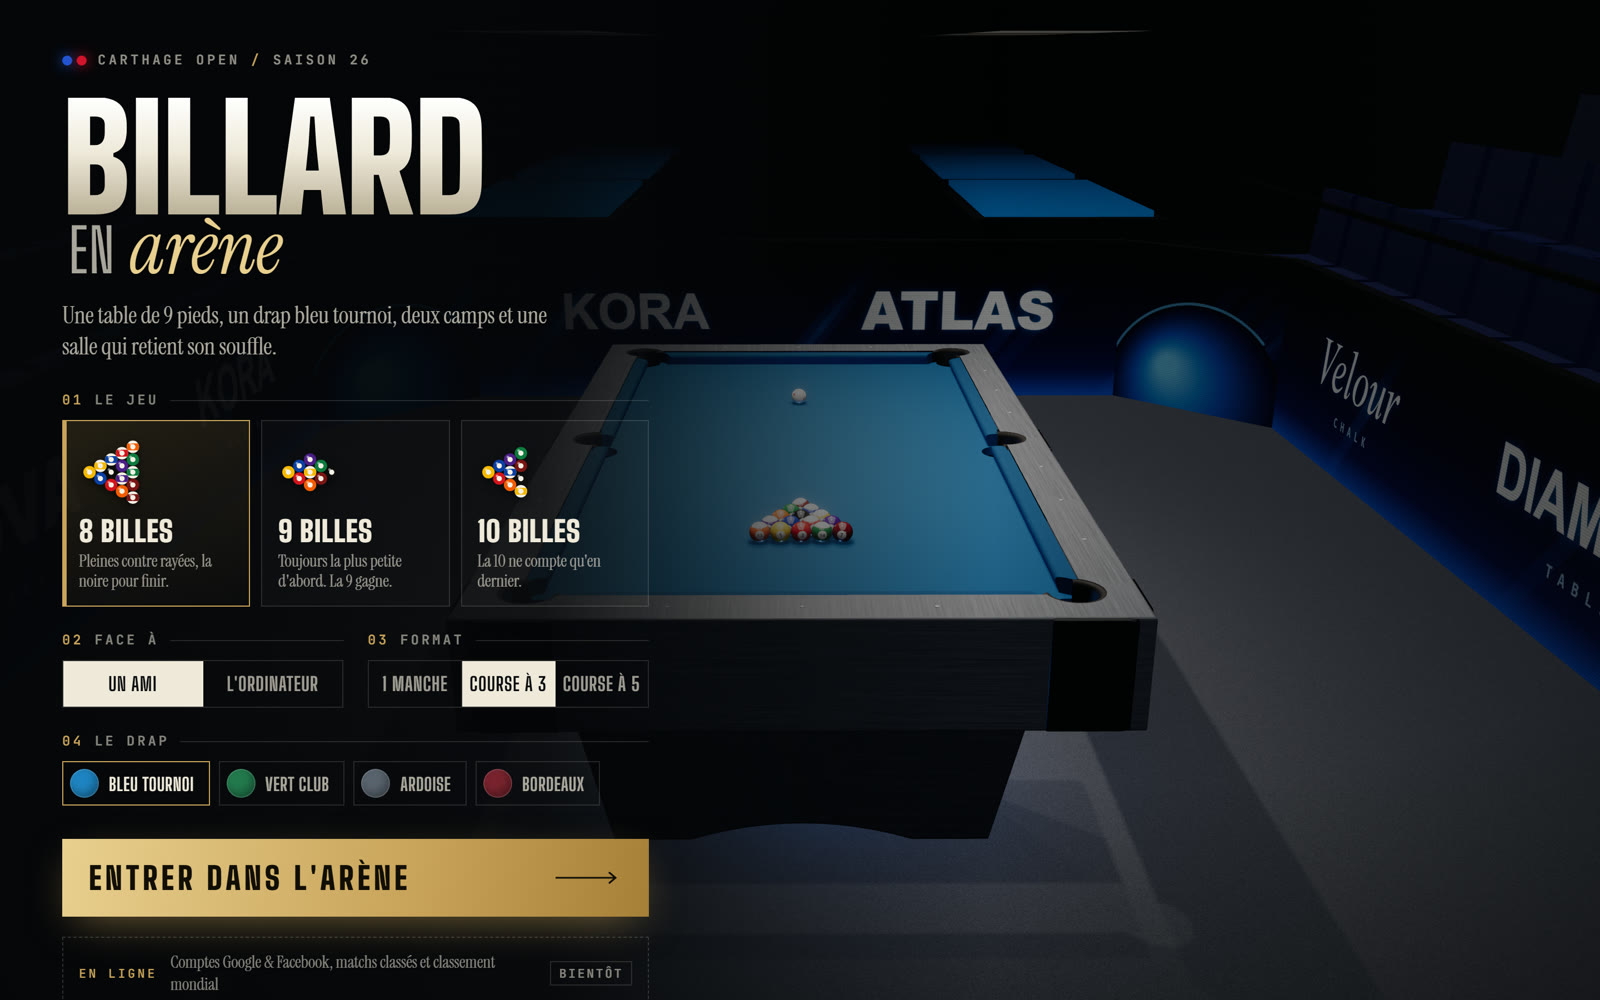 CARTHAGE OPEN / SAISON 26
BILLARD
EN arène
Une table de 9 pieds, un drap bleu tournoi, deux camps et une
salle qui retient son souffle.
01 LE JEU
8 BILLES
Pleines contre rayées, la
noire pour finir.
9 BILLES
Toujours la plus petite
d'abord. La 9 gagne.
10 BILLES
La 10 ne compte qu'en
dernier.
02 FACE À
UN AMI
L'ORDINATEUR
03 FORMAT
1 MANCHE
COURSE À 3
COURSE À 5
04 LE DRAP
BLEU TOURNOI
VERT CLUB
ARDOISE
BORDEAUX
ENTRER DANS L'ARÈNE
EN LIGNE
Comptes Google & Facebook, matchs classés et classement
mondial
BIENTÔT
KORA
KORA
ATLAS
Velour
CHALK
DIAM
TABL